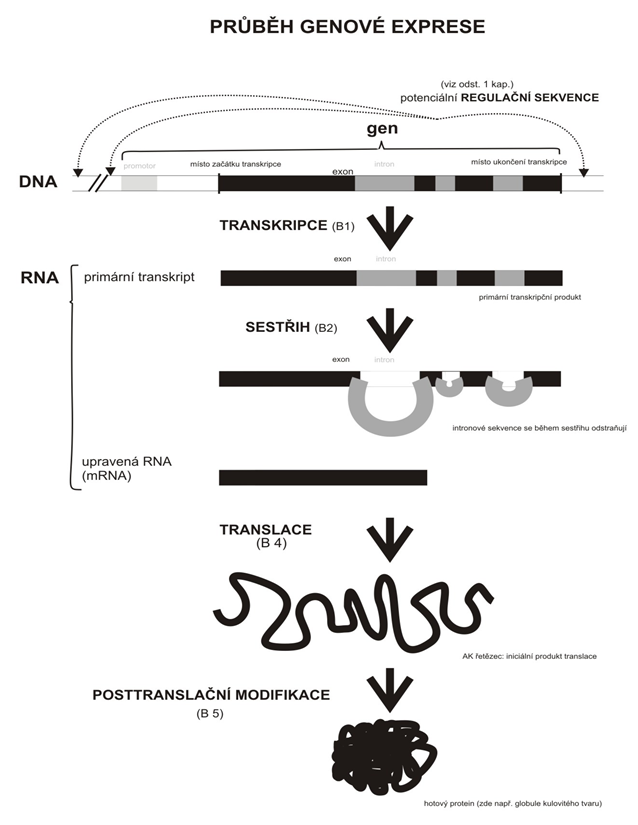 PRŮBĚH GENOVÉ EXPRESE
(viz odst. 1 kap.)
potenciální REGULAČNÍ SEKVENCE
gen
promotor
místo začátku transkripce
exon
intron
místo ukončení transkripce
DNA
TRANSKRIPCE (B1)
exon
intron
RNA
primární transkript
primární transkripční produkt
SESTŘIH (B2)
exon
intron
intronové sekvence se během sestřihu odstraňují
upravená RNA
(mRNA)
TRANSLACE
(B 4)
AK řetězec: iniciální produkt translace
POSTTRANSLAČNÍ MODIFIKACE
(B 5)
hotový protein (zde např. globule kulovitého tvaru)